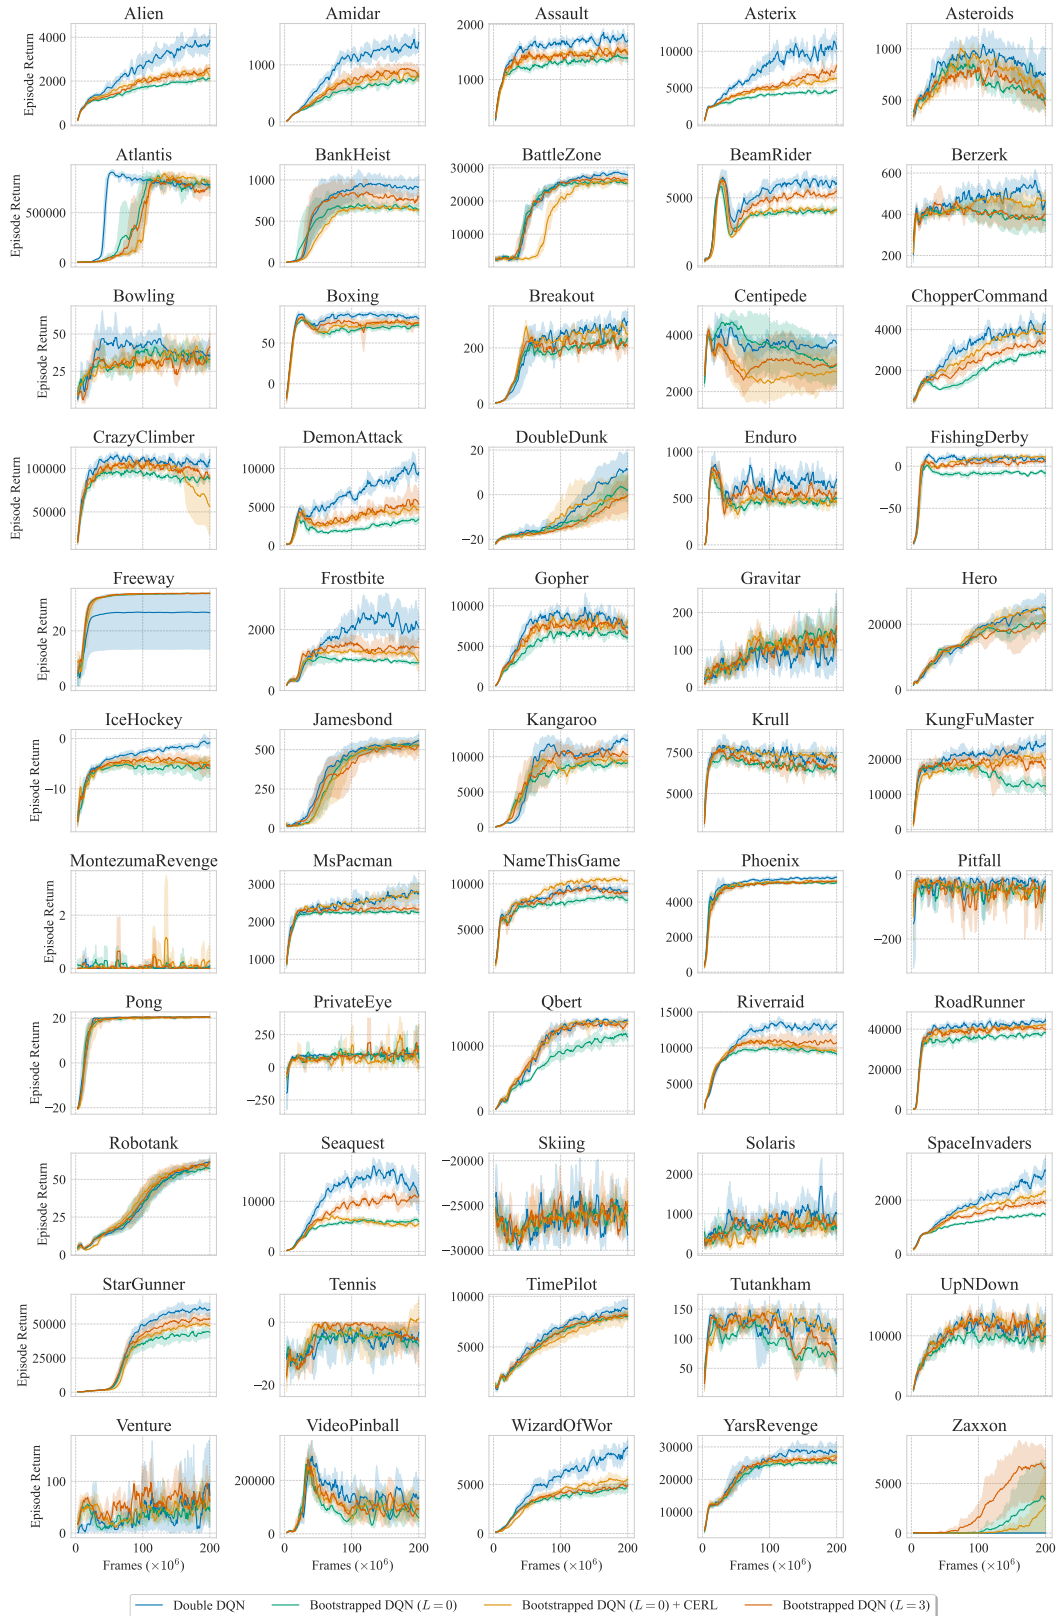 Alien Amidar Assault Asterix Asteroids
Episode Return
4000 2000 0
1000 0
2000 1000
10000 5000 0
1000 500
Atlantis BankHeist BattleZone BeamRider Berzerk
Episode Return
500000 0
1000 500 0
30000 20000 10000
5000 0
600 400 200
Bowling Boxing Breakout Centipede ChopperCommand
Episode Return
50 25
50 0
200 0
4000 2000
4000 2000 0
CrazyClimber DemonAttack DoubleDunk Enduro FishingDerby
Episode Return
100000 50000
10000 5000 0
20 0 −20
1000 500 0
0 −50
Freeway Frostbite Gopher Gravitar Hero
Episode Return
20 0
2000 0
10000 5000 0
200 100 0
20000 0
IceHockey Jamesbond Kangaroo Krull KungFuMaster
Episode Return
0 −10
500 250 0
10000 5000 0
7500 5000
20000 10000 0
MontezumaRevenge MsPacman NameThisGame Phoenix Pitfall
Episode Return
2 0
3000 2000 1000
10000 5000
4000 2000 0
0 −200
Pong PrivateEye Qbert Riverraid RoadRunner
Episode Return
20 0 −20
250 0 −250
10000 0
15000 10000 5000
40000 20000 0
Robotank Seaquest Skiing Solaris SpaceInvaders
Episode Return
50 25 0
10000 0
−20000 −25000 −30000
2000 1000 0
2000 0
StarGunner Tennis TimePilot Tutankham UpNDown
Episode Return
50000 25000 0
0 −20
10000 5000
150 100 50
10000 0
Venture VideoPinball WizardOfWor YarsRevenge Zaxxon
Episode Return
100 0
200000 0
5000 0
30000 20000 10000
5000 0
0 100 200 0 100 200 0 100 200 0 100 200 0 100 200
Frames (×10⁶) Frames (×10⁶) Frames (×10⁶) Frames (×10⁶) Frames (×10⁶)
Double DQN Bootstrapped DQN (L = 0) Bootstrapped DQN (L = 0) + CERL Bootstrapped DQN (L = 3)